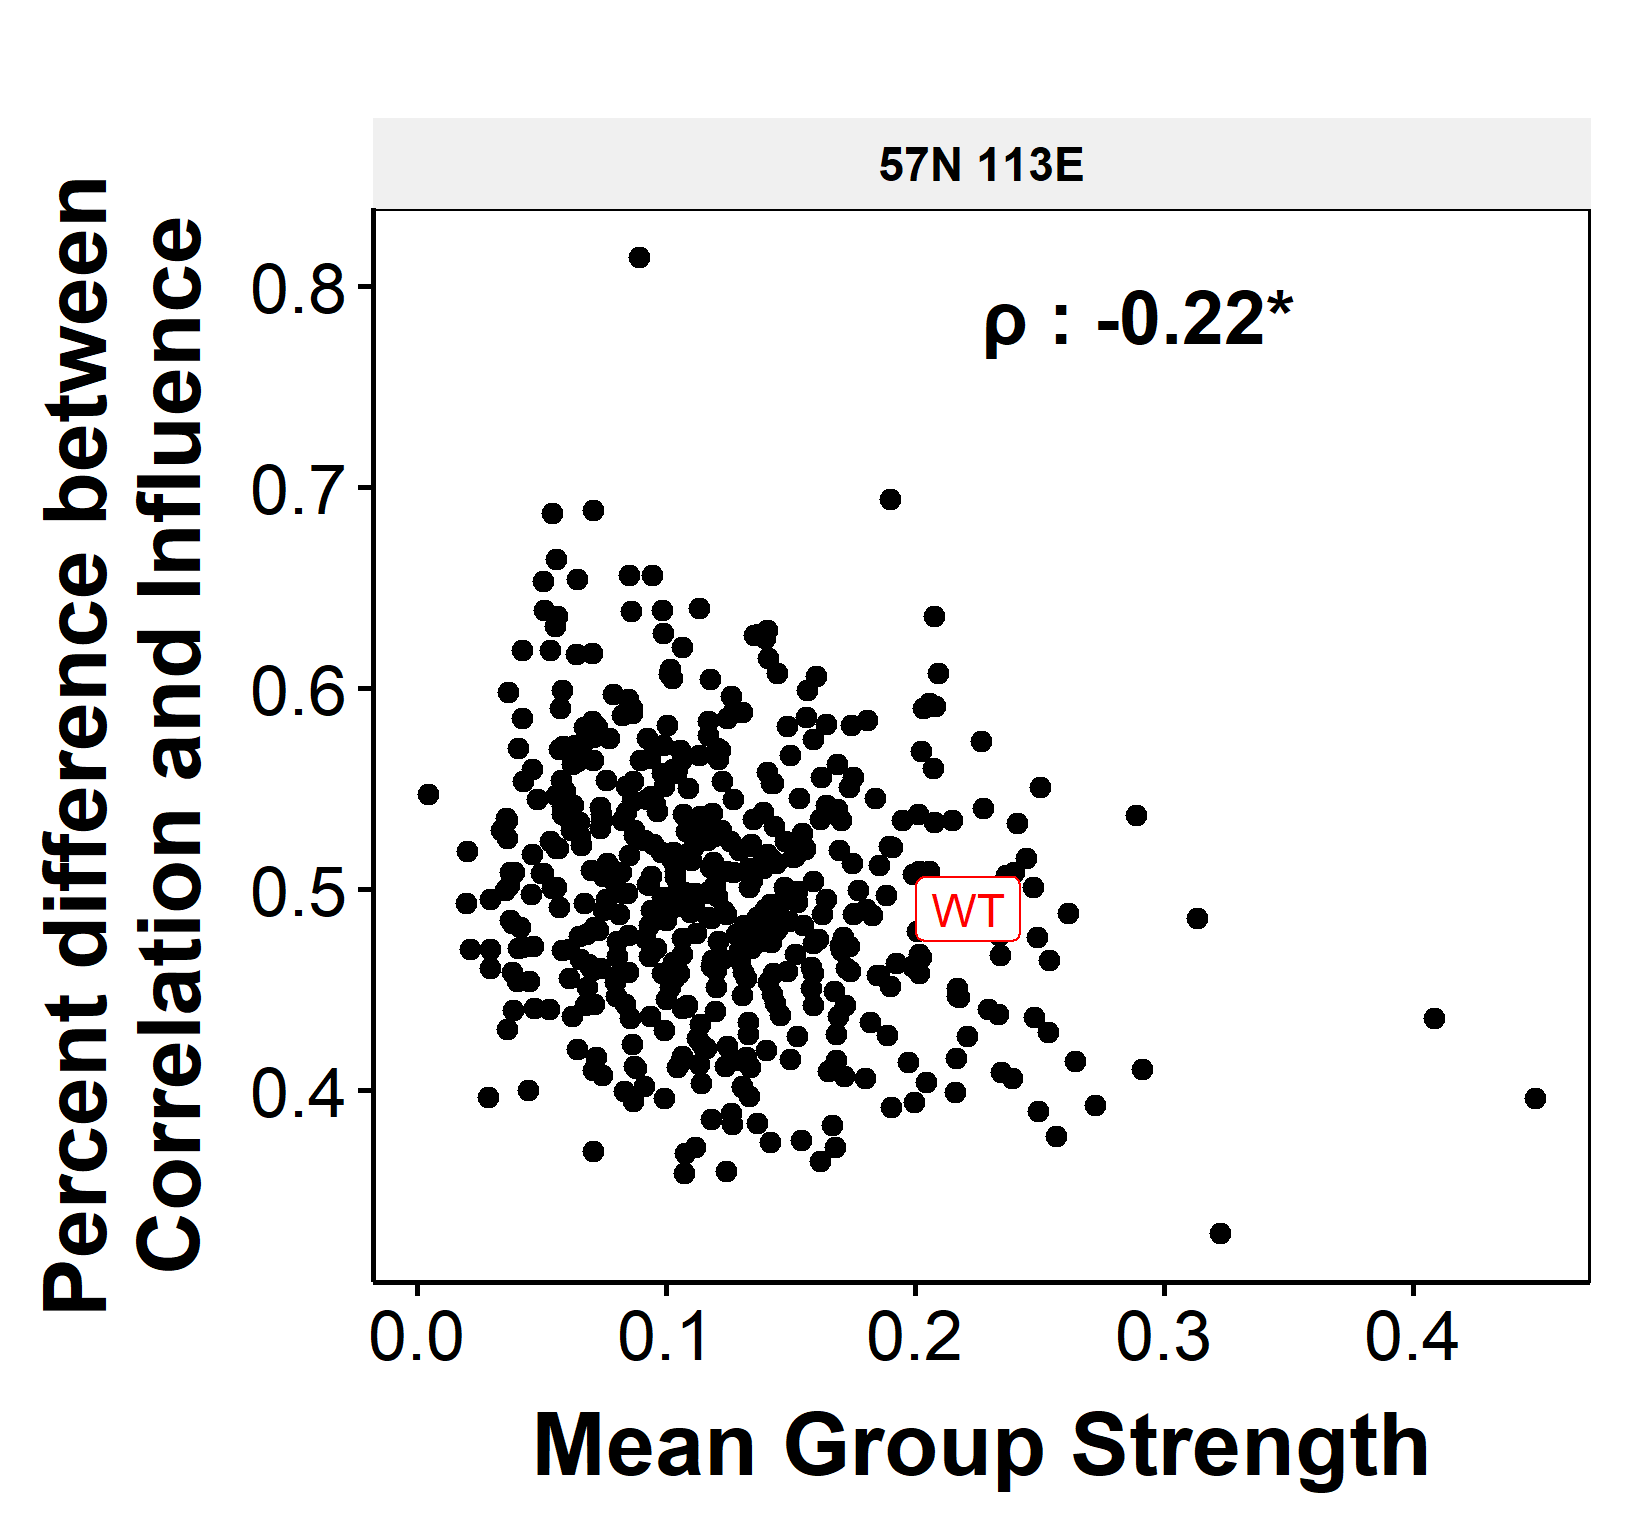 57N 113E
Percent difference between
Correlation and Influence
0.8
0.7
0.6
0.5
0.4
ρ : -0.22*
WT
0.0 0.1 0.2 0.3 0.4
Mean Group Strength